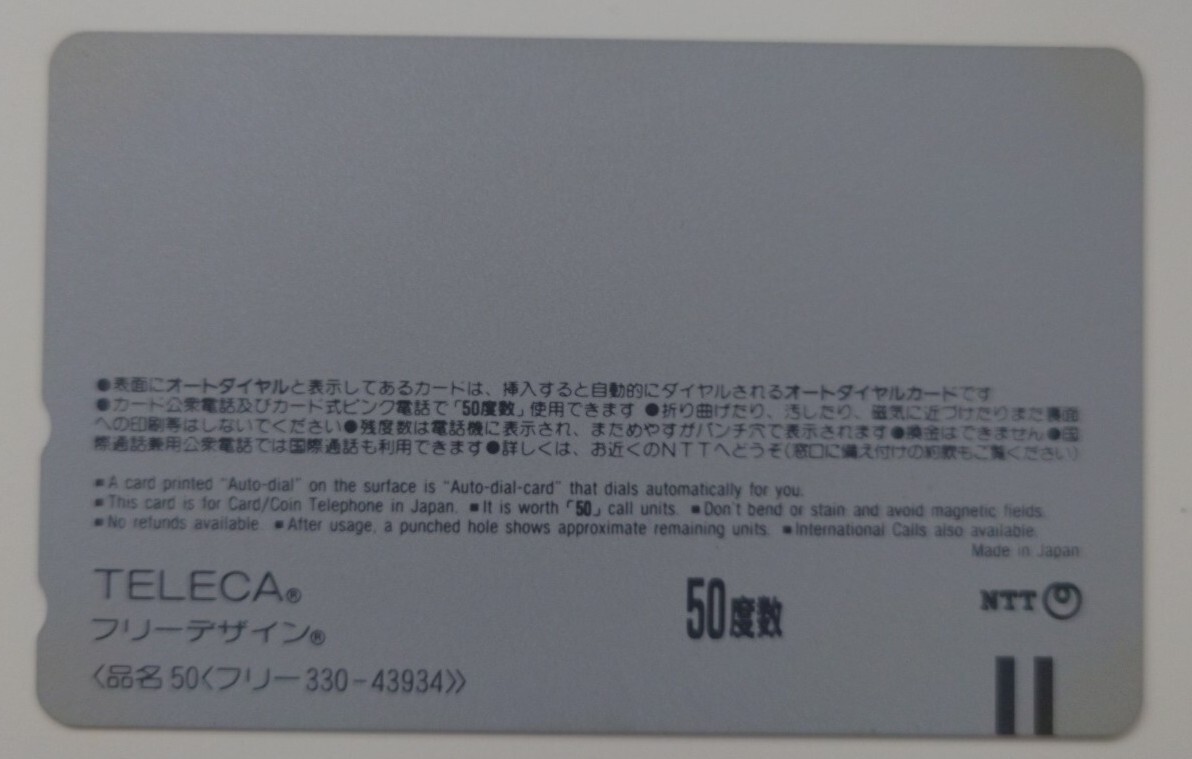 ●表面にオートダイヤルと表示してあるカードは、挿入すると自動的にダイヤルされるオートダイヤルカードです
●カード公衆電話及びカード式ピンク電話で「50度数」使用できます ●折り曲げたり、汚したり、磁気に近づけたりまた裏面
への印刷等はしないでください●残度数は電話機に表示され、まためやすがパンチ穴で表示されます●換金はできません●国
際通話兼用公衆電話では国際通話も利用できます●詳しくは、お近くのNTTへどうぞ(窓口に備え付けの約款もご覧ください)
■A card printed "Auto-dial" on the surface is "Auto-dial-card" that dials automatically for you.
■This card is for Card/Coin Telephone in Japan. ■It is worth「50」call units. ■Don't bend or stain and avoid magnetic fields.
■No refunds available. ■After usage, a punched hole shows approximate remaining units. ■International Calls also available.
Made in Japan
TELECA®
フリーデザイン®
50度数
NTT
〈品名 50〈フリー330-43934〉〉